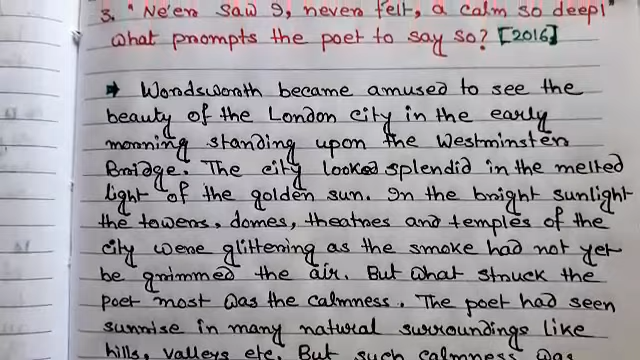 3. "Ne'er saw I, never felt, a calm so deep!"
what prompts the poet to say so? [2016]
→ Wordsworth became amused to see the
beauty of the London city in the early
morning standing upon the Westminster
Bridge. The city looked splendid in the melted
light of the golden sun. In the bright sunlight
the towers, domes, theatres and temples of the
city were glittering as the smoke had not yet
be grimmed the air. But what struck the
poet most was the calmness. The poet had seen
sunrise in many natural surroundings like
hills, valleys etc. But such calmness was